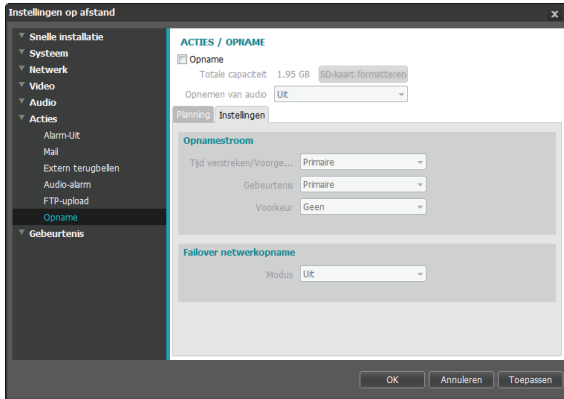 Instellingen op afstand
x
Snelle installatie
Systeem
Netwerk
Video
Audio
Acties
Alarm-Uit
Mail
Extern terugbellen
Audio-alarm
FTP-upload
Opname
Gebeurtenis
ACTIES / OPNAME
Opname
Totale capaciteit 1.95 GB SD-kaart formatteren
Opnemen van audio Uit
Planning Instellingen
Opnamestroom
Tijd verstreken/Voorge... Primaire
Gebeurtenis Primaire
Voorkeur Geen
Failover netwerkopname
Modus Uit
OK Annuleren Toepassen